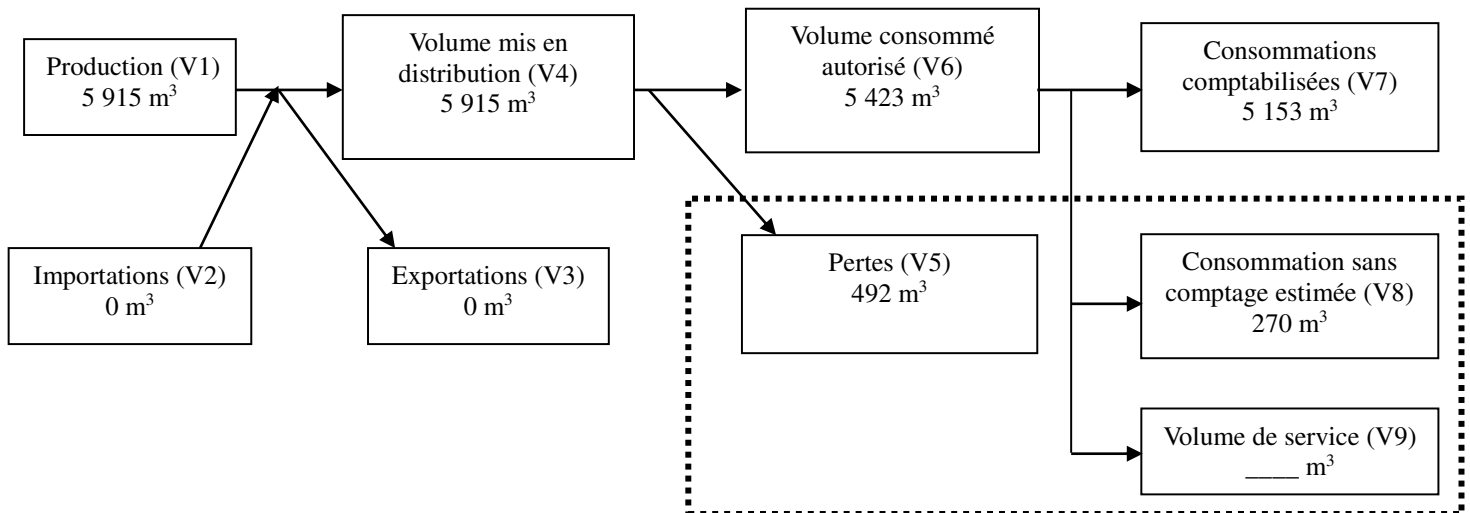 Production (V1)
5 915 m³
Volume mis en
distribution (V4)
5 915 m³
Volume consommé
autorisé (V6)
5 423 m³
Consommations
comptabilisées (V7)
5 153 m³
Importations (V2)
0 m³
Exportations (V3)
0 m³
Pertes (V5)
492 m³
Consommation sans
comptage estimée (V8)
270 m³
Volume de service (V9)
____ m³